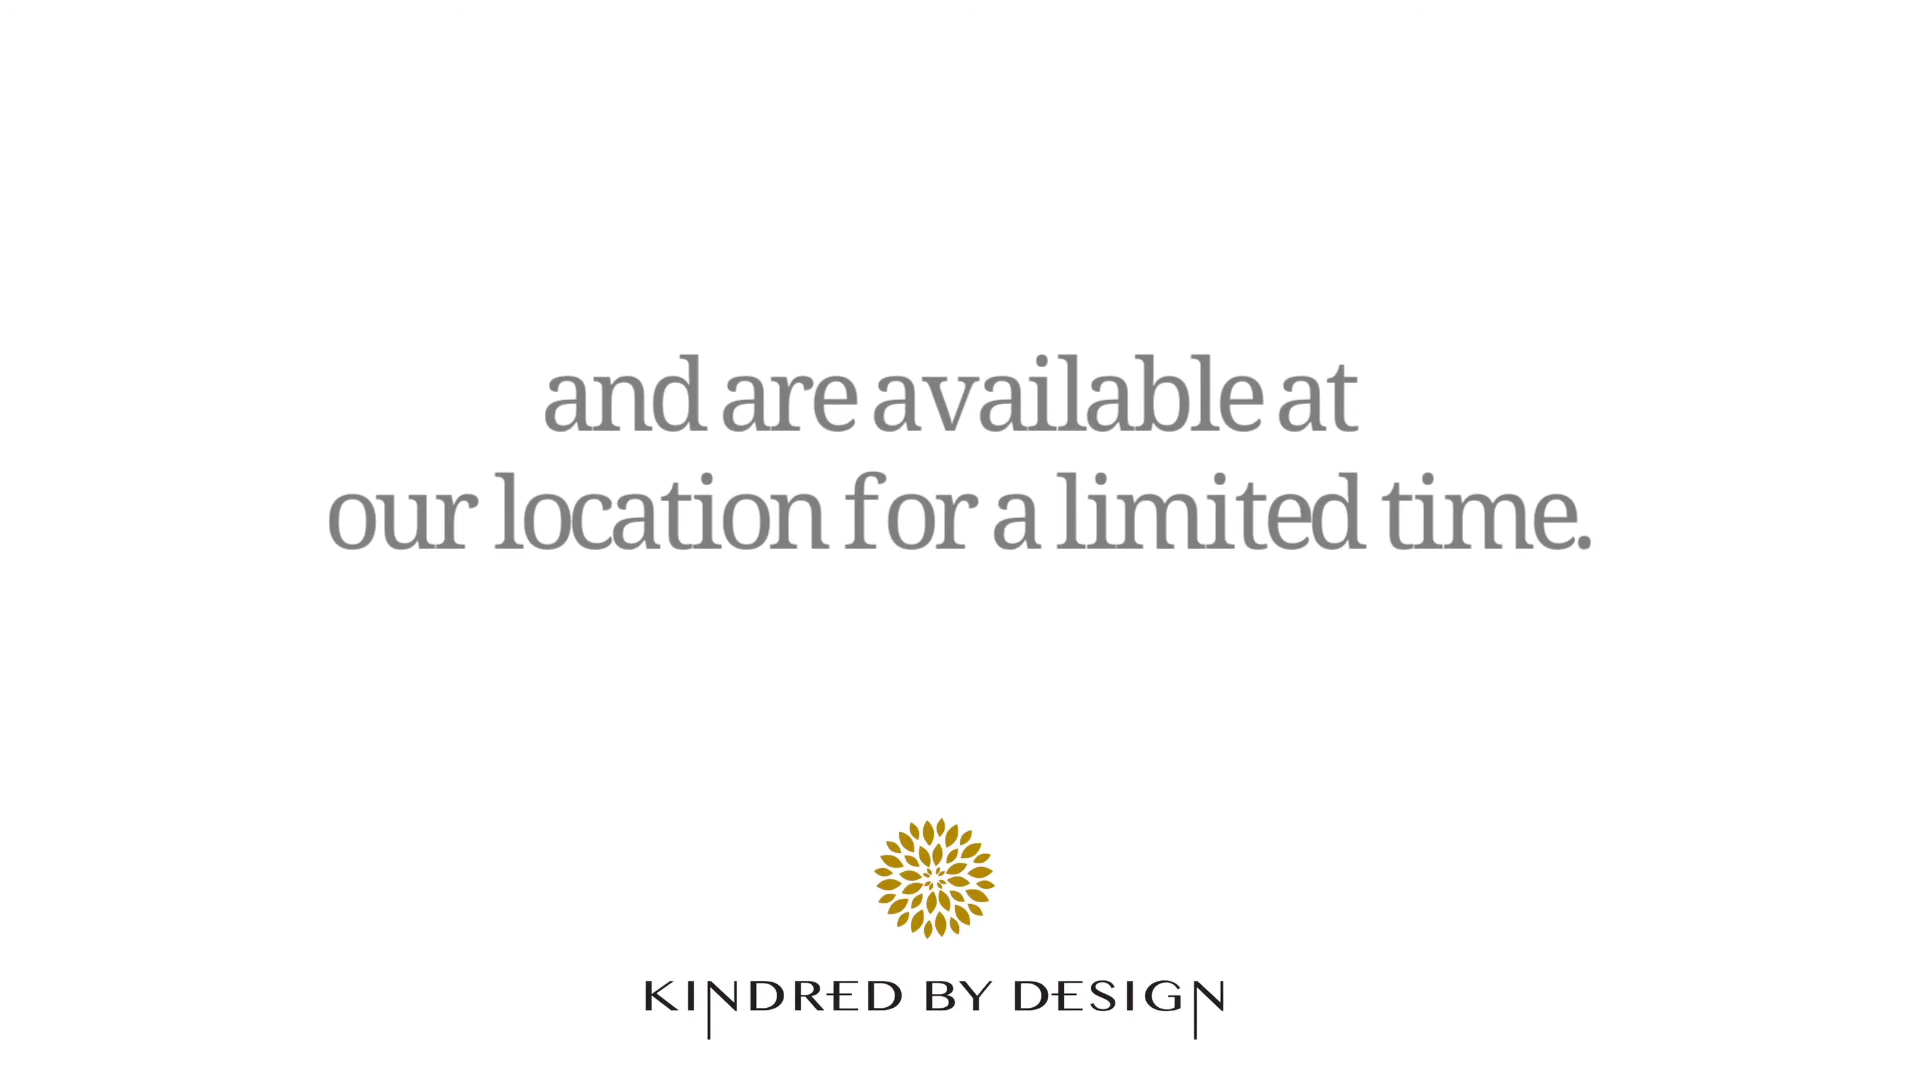 and are available at
our location for a limited time.
KINDRED BY DESIGN